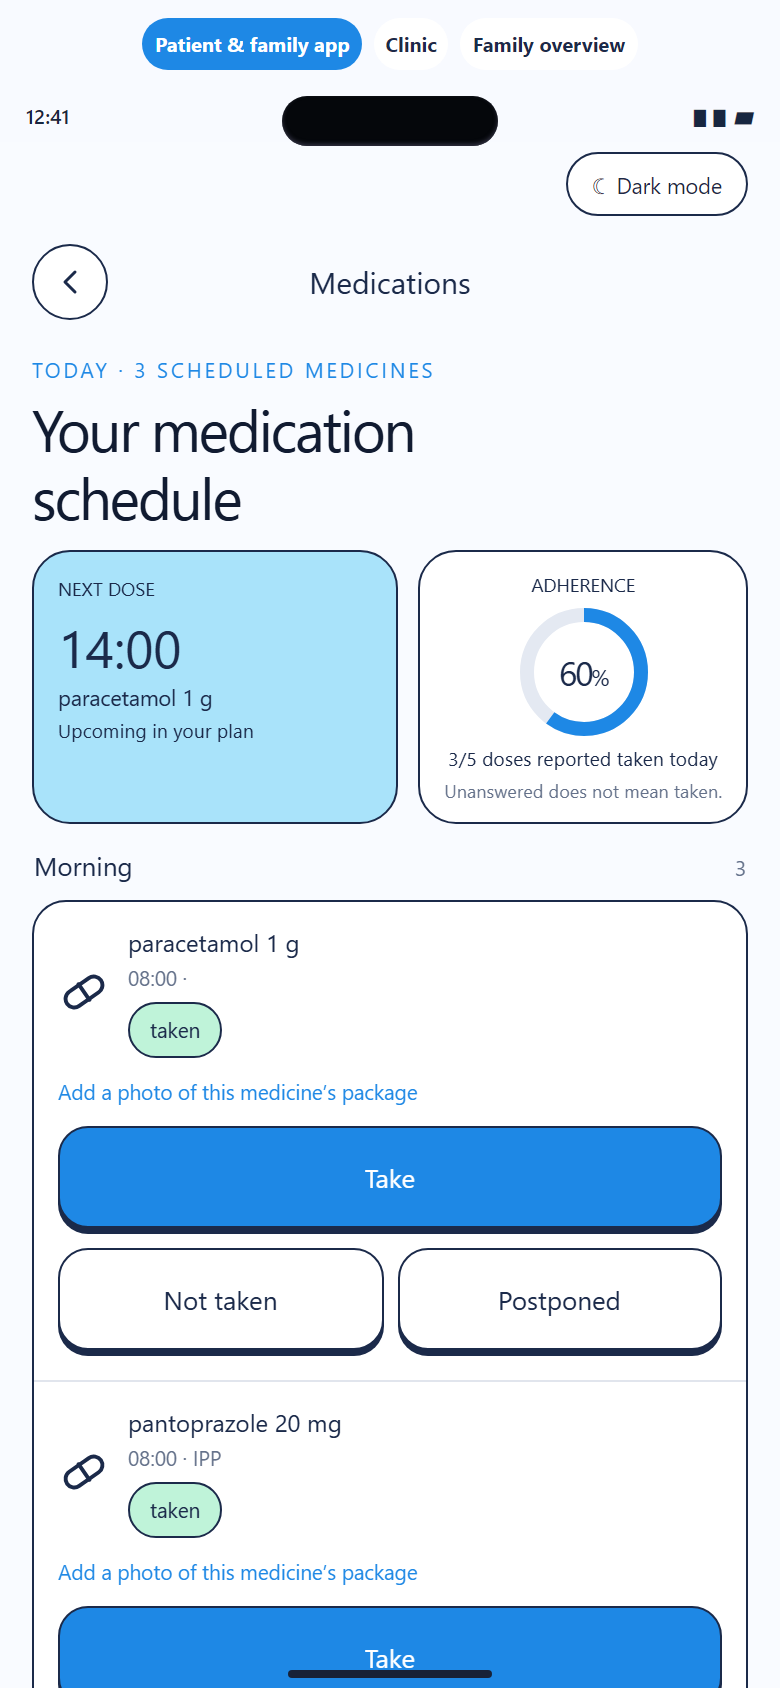 Patient & family app
Clinic
Family overview
12:41
☾ Dark mode
Medications
TODAY · 3 SCHEDULED MEDICINES
Your medication
schedule
NEXT DOSE
14:00
paracetamol 1 g
Upcoming in your plan
ADHERENCE
60%
3/5 doses reported taken today
Unanswered does not mean taken.
Morning
3
paracetamol 1 g
08:00 ·
taken
Add a photo of this medicine’s package
Take
Not taken
Postponed
pantoprazole 20 mg
08:00 · IPP
taken
Add a photo of this medicine’s package
Take